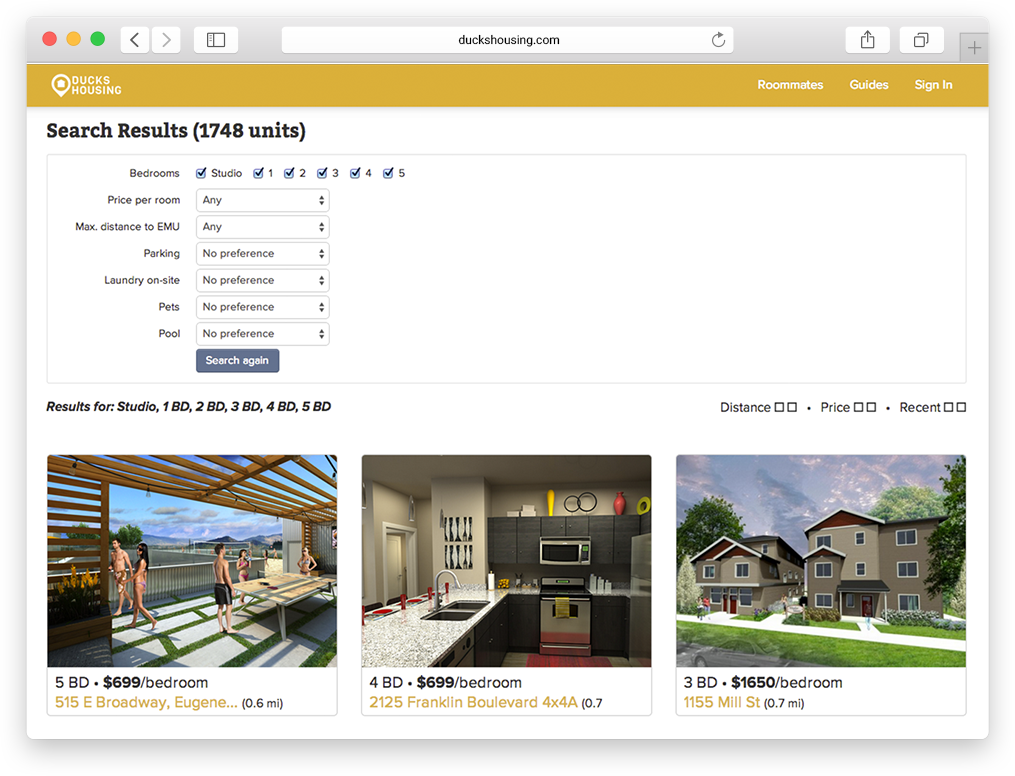 duckshousing.com
DUCKS
HOUSING
Roommates Guides Sign In
Search Results (1748 units)
Bedrooms Studio 1 2 3 4 5
Price per room Any
Max. distance to EMU Any
Parking No preference
Laundry on-site No preference
Pets No preference
Pool No preference
Search again
Results for: Studio, 1 BD, 2 BD, 3 BD, 4 BD, 5 BD
Distance • Price • Recent
5 BD • $699/bedroom
515 E Broadway, Eugene... (0.6 mi)
4 BD • $699/bedroom
2125 Franklin Boulevard 4x4A (0.7
3 BD • $1650/bedroom
1155 Mill St (0.7 mi)